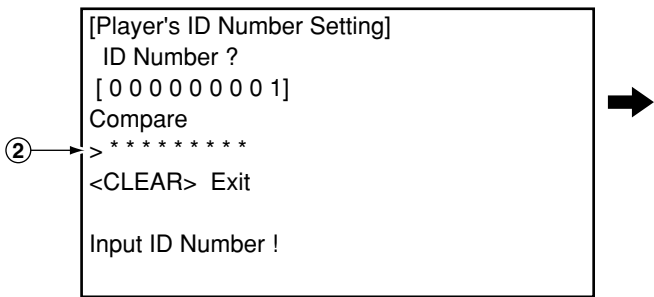 [Player's ID Number Setting]
ID Number ?
[ 0 0 0 0 0 0 0 0 1]
Compare
② > * * * * * * * * *
<CLEAR> Exit
Input ID Number !